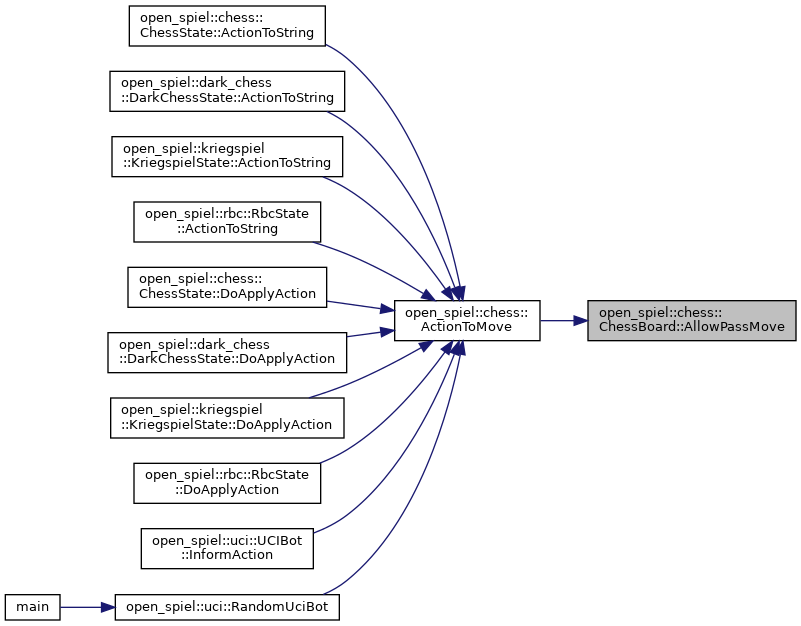 open_spiel::chess::
ChessState::ActionToString
open_spiel::dark_chess
::DarkChessState::ActionToString
open_spiel::kriegspiel
::KriegspielState::ActionToString
open_spiel::rbc::RbcState
::ActionToString
open_spiel::chess::
ChessState::DoApplyAction
open_spiel::chess::
ActionToMove
open_spiel::chess::
ChessBoard::AllowPassMove
open_spiel::dark_chess
::DarkChessState::DoApplyAction
open_spiel::kriegspiel
::KriegspielState::DoApplyAction
open_spiel::rbc::RbcState
::DoApplyAction
open_spiel::uci::UCIBot
::InformAction
main
open_spiel::uci::RandomUciBot